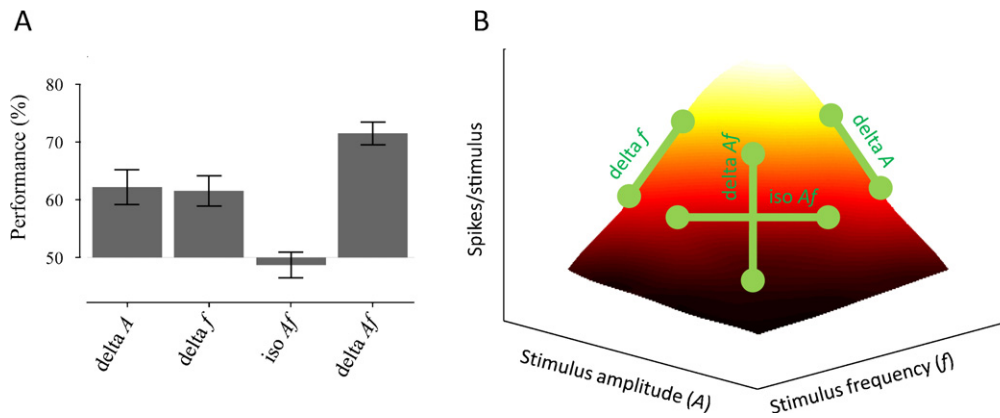 A
Performance (%)
80
70
60
50
delta A
delta f
iso Af
delta Af
B
Spikes/stimulus
delta f
delta Af
iso Af
delta A
Stimulus amplitude (A)
Stimulus frequency (f)